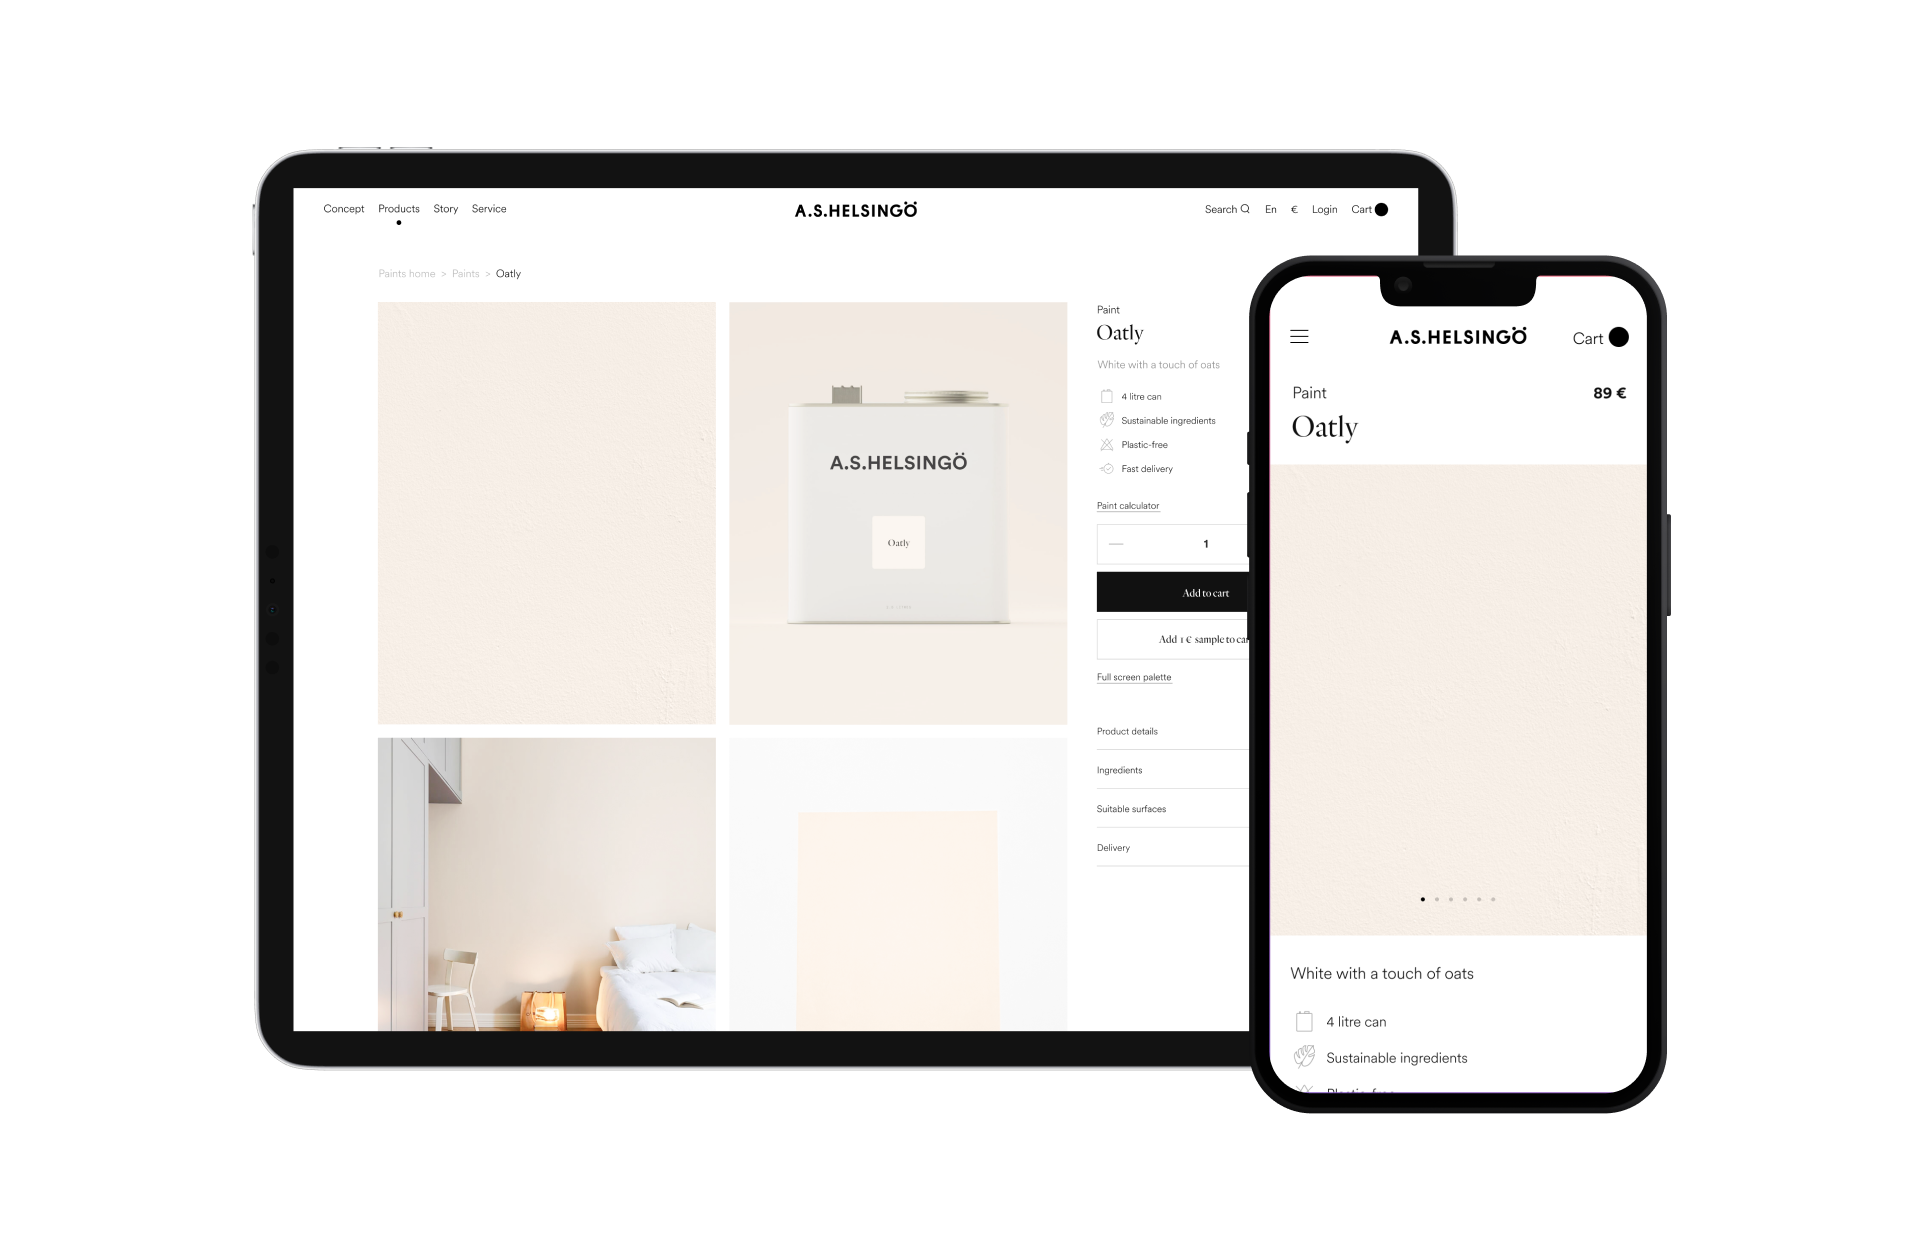 Concept Products Story Service
A.S.HELSINGÖ
Search En € Login Cart
Paints home > Paints > Oatly
A.S.HELSINGÖ
Oatly
Paint
Oatly
White with a touch of oats
4 litre can
Sustainable ingredients
Plastic-free
Fast delivery
Paint calculator
— 1
Add to cart
Add 1 € sample to car
Full screen palette
Product details
Ingredients
Suitable surfaces
Delivery
A.S.HELSINGÖ
Cart
Paint 89 €
Oatly
White with a touch of oats
4 litre can
Sustainable ingredients
Plastic-free